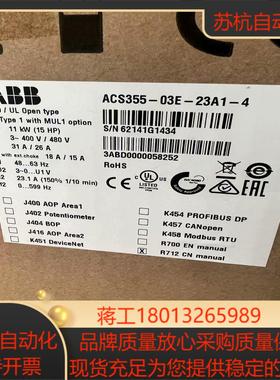 苏杭自动化
ABB
/ UL Open type
Type 1 with MUL1 option
11 kW (15 HP)
3~ 400 V / 480 V
31 A / 26 A
with ext.choke 18 A / 15 A
48...63 Hz
3~ 0...U1 V
23.1 A (150% 1/10 min)
0...599 Hz
ACS355-03E-23A1-4
S/N 62141G1434
3ABD0000058252
RoHS
J400 AOP Area1
J402 Potentiometer
J404 BOP
J416 AOP Area2
K451 DeviceNet
K454 PROFIBUS DP
K457 CANopen
K458 Modbus RTU
R700 EN manual
R712 CN manual
蒋工18013265989
自动化
开票
品牌质量放心采购质量保
现货充足为您提供稳定的